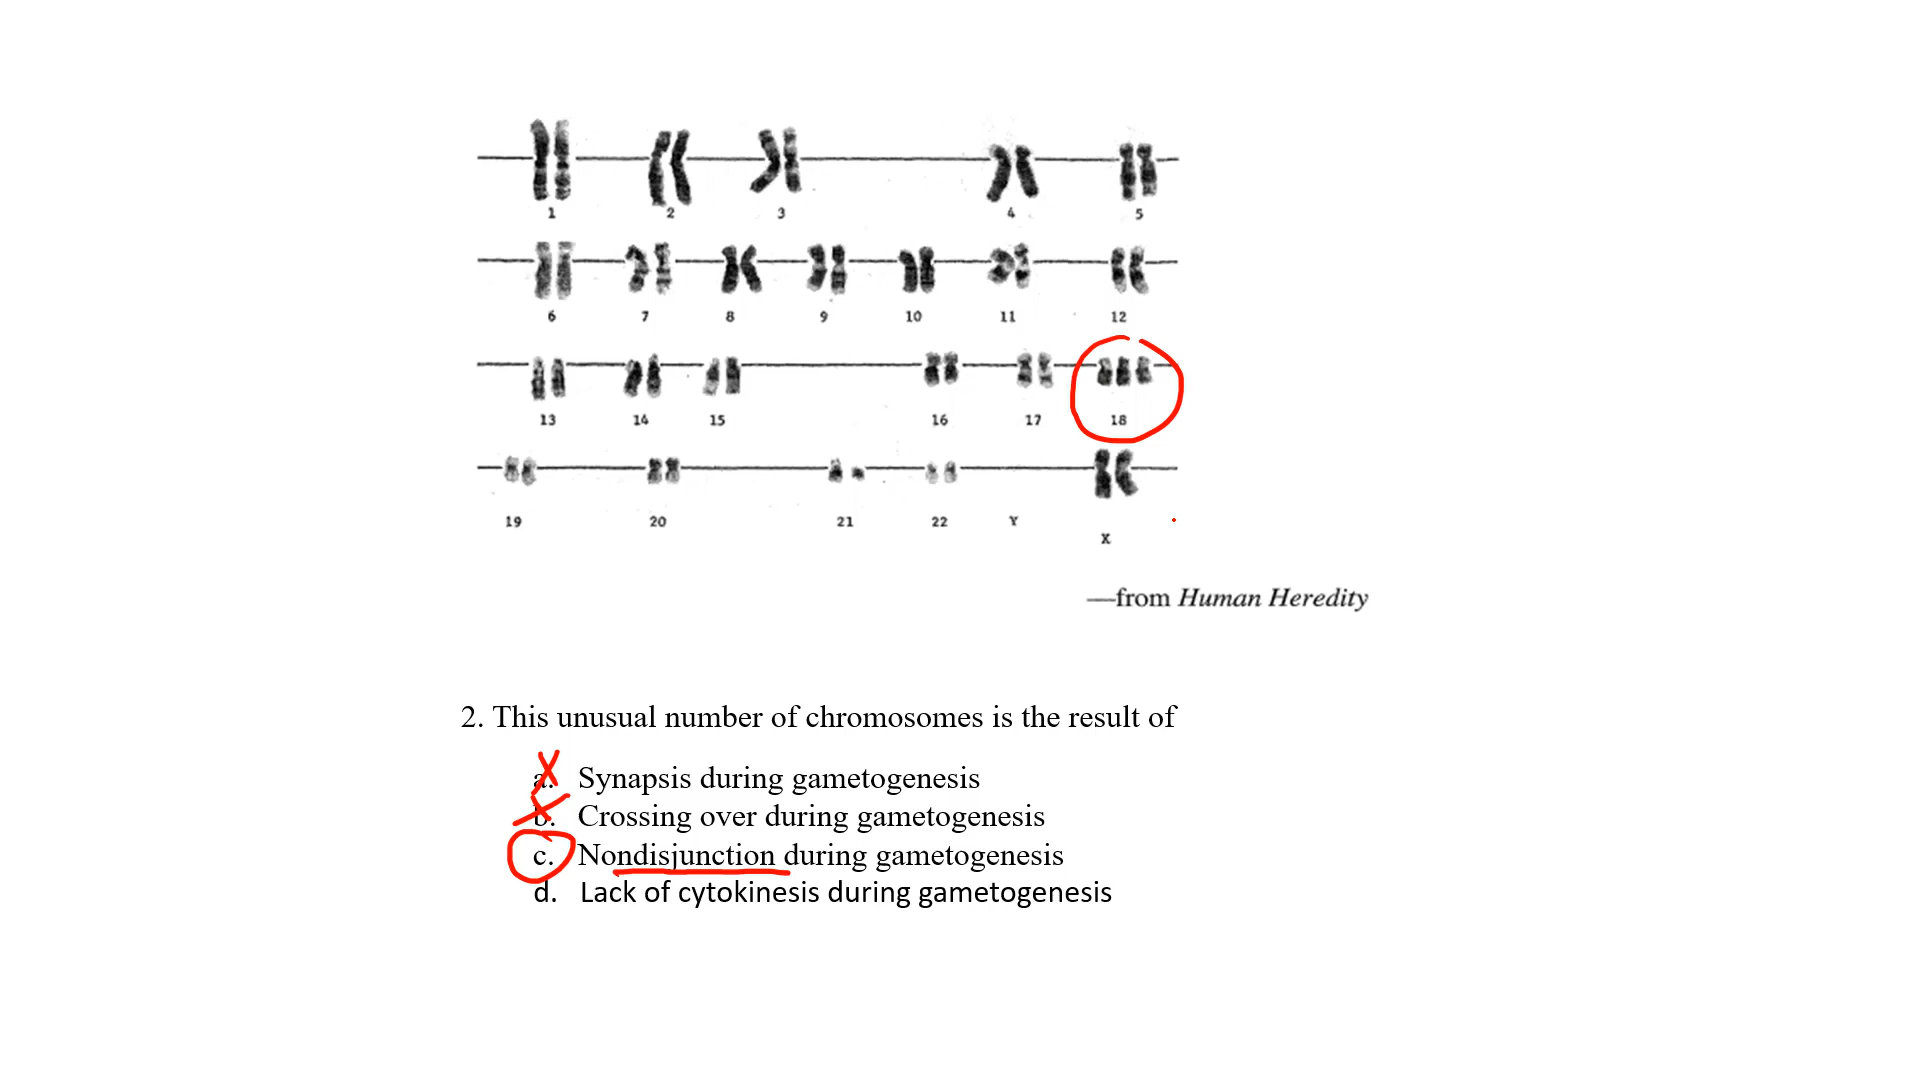 1 2 3 4 5
6 7 8 9 10 11 12
13 14 15 16 17 18
19 20 21 22 Y
X
—from Human Heredity
2. This unusual number of chromosomes is the result of
a. Synapsis during gametogenesis
b. Crossing over during gametogenesis
c. Nondisjunction during gametogenesis
d. Lack of cytokinesis during gametogenesis